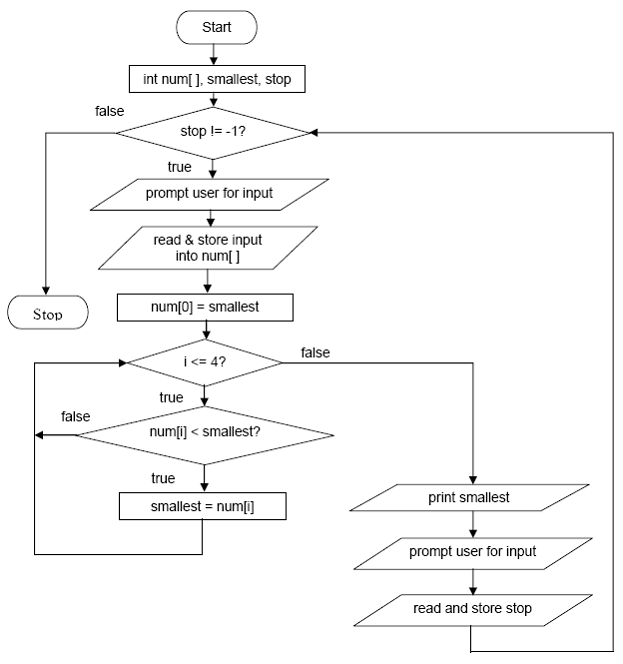 Start
int num[ ], smallest, stop
false
stop != -1?
true
prompt user for input
read & store input
into num[ ]
num[0] = smallest
Stop
i <= 4?
false
true
false
num[i] < smallest?
true
smallest = num[i]
print smallest
prompt user for input
read and store stop